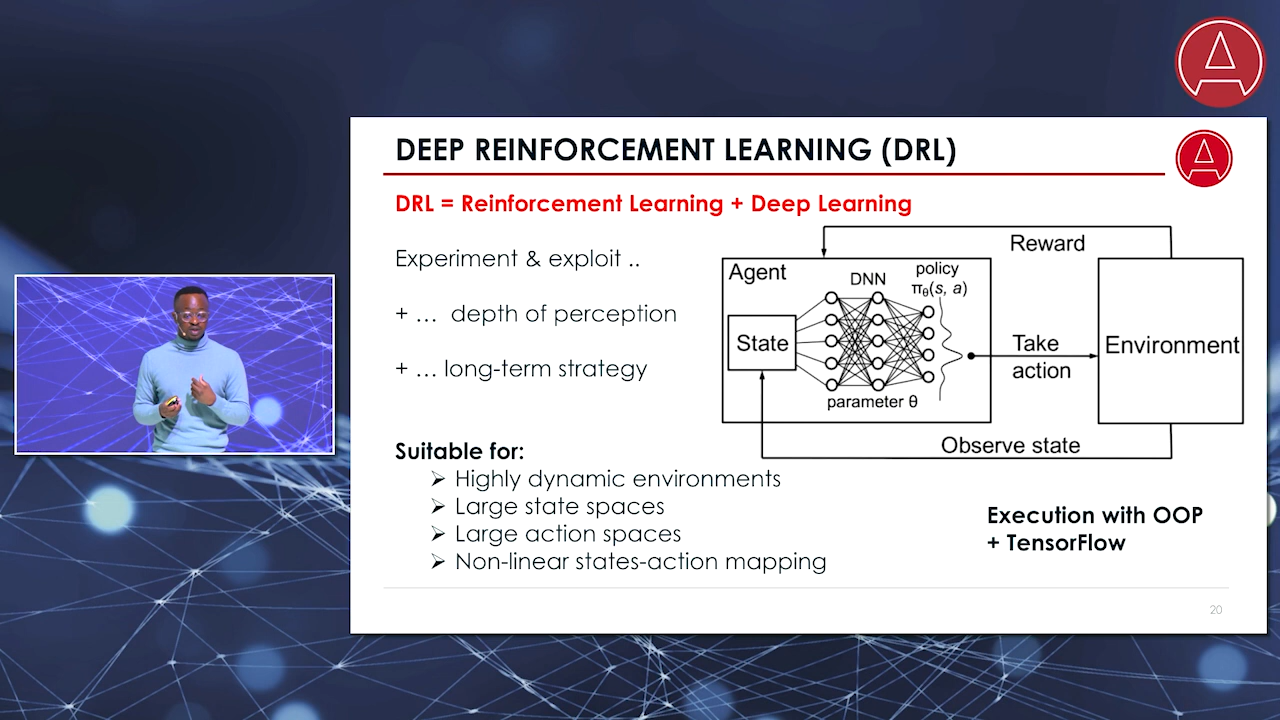 DEEP REINFORCEMENT LEARNING (DRL)
DRL = Reinforcement Learning + Deep Learning
Experiment & exploit ..
+ … depth of perception
+ … long-term strategy
Reward
Agent
DNN
policy
πθ(s, a)
State
Take
action
Environment
parameter θ
Observe state
Suitable for:
➢ Highly dynamic environments
➢ Large state spaces
➢ Large action spaces
➢ Non-linear states-action mapping
Execution with OOP
+ TensorFlow
20